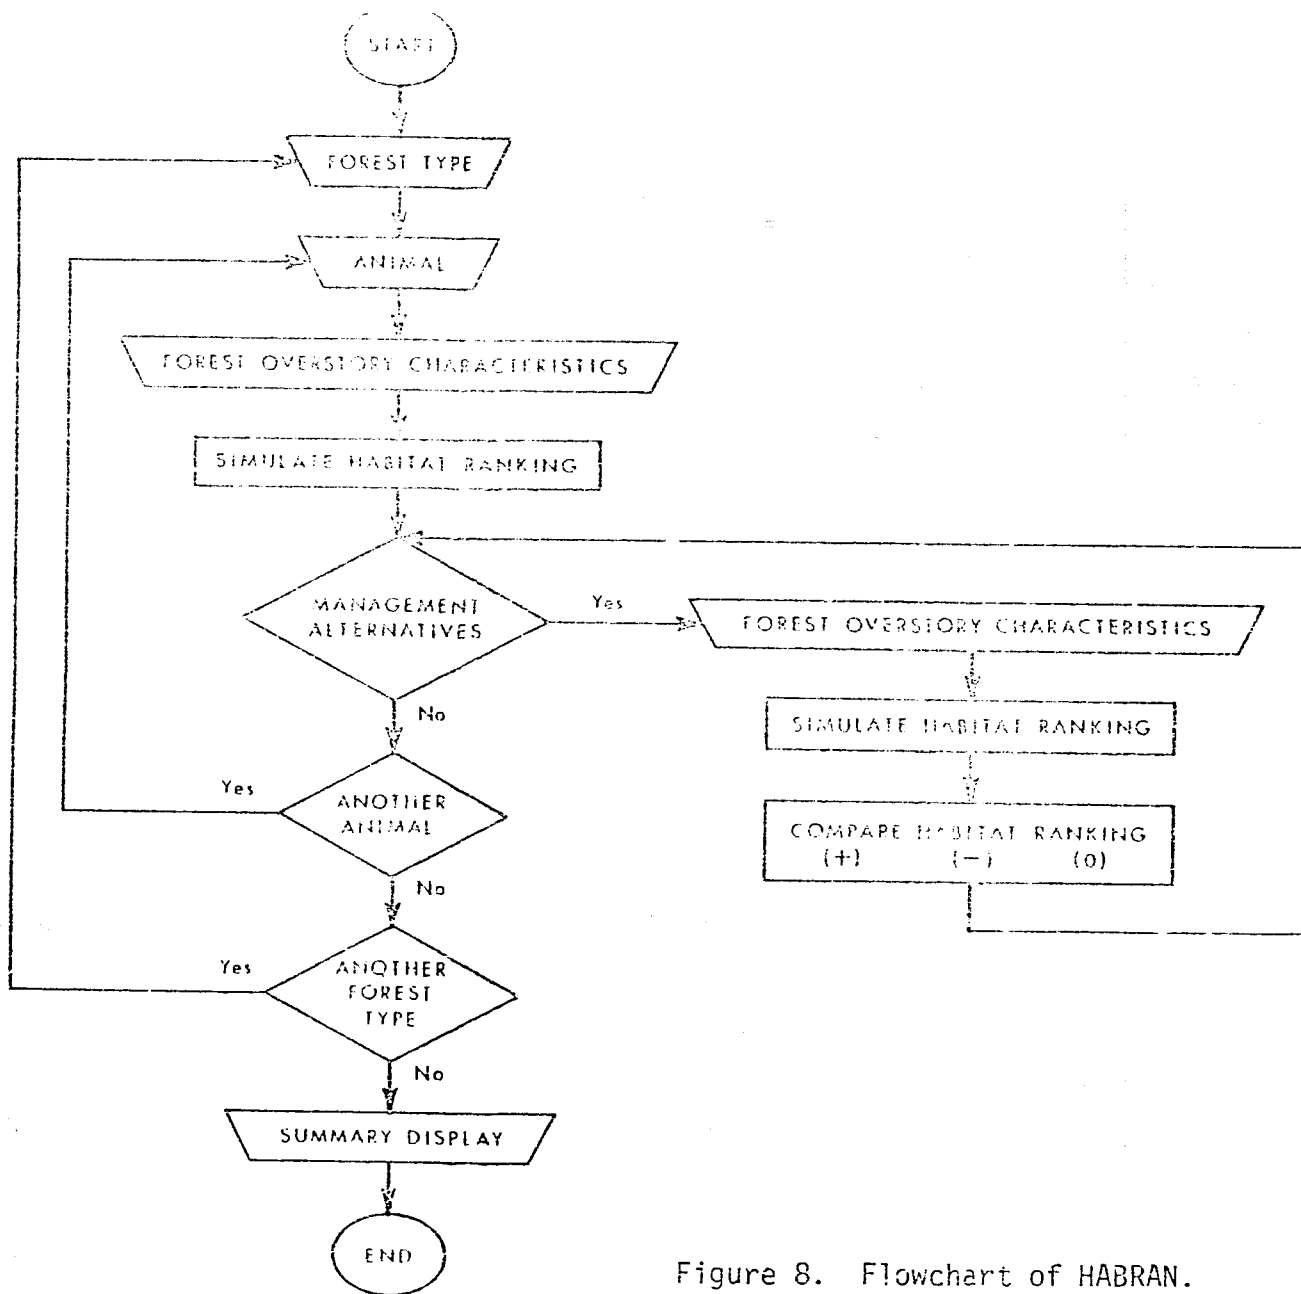 START
FOREST TYPE
ANIMAL
FOREST OVERSTORY CHARACTERISTICS
SIMULATE HABITAT RANKING
MANAGEMENT
ALTERNATIVES
Yes
FOREST OVERSTORY CHARACTERISTICS
SIMULATE HABITAT RANKING
COMPARE HABITAT RANKING
(+) (-) (0)
No
Yes
ANOTHER
ANIMAL
No
Yes
ANOTHER
FOREST
TYPE
No
SUMMARY DISPLAY
END
Figure 8. Flowchart of HABRAN.